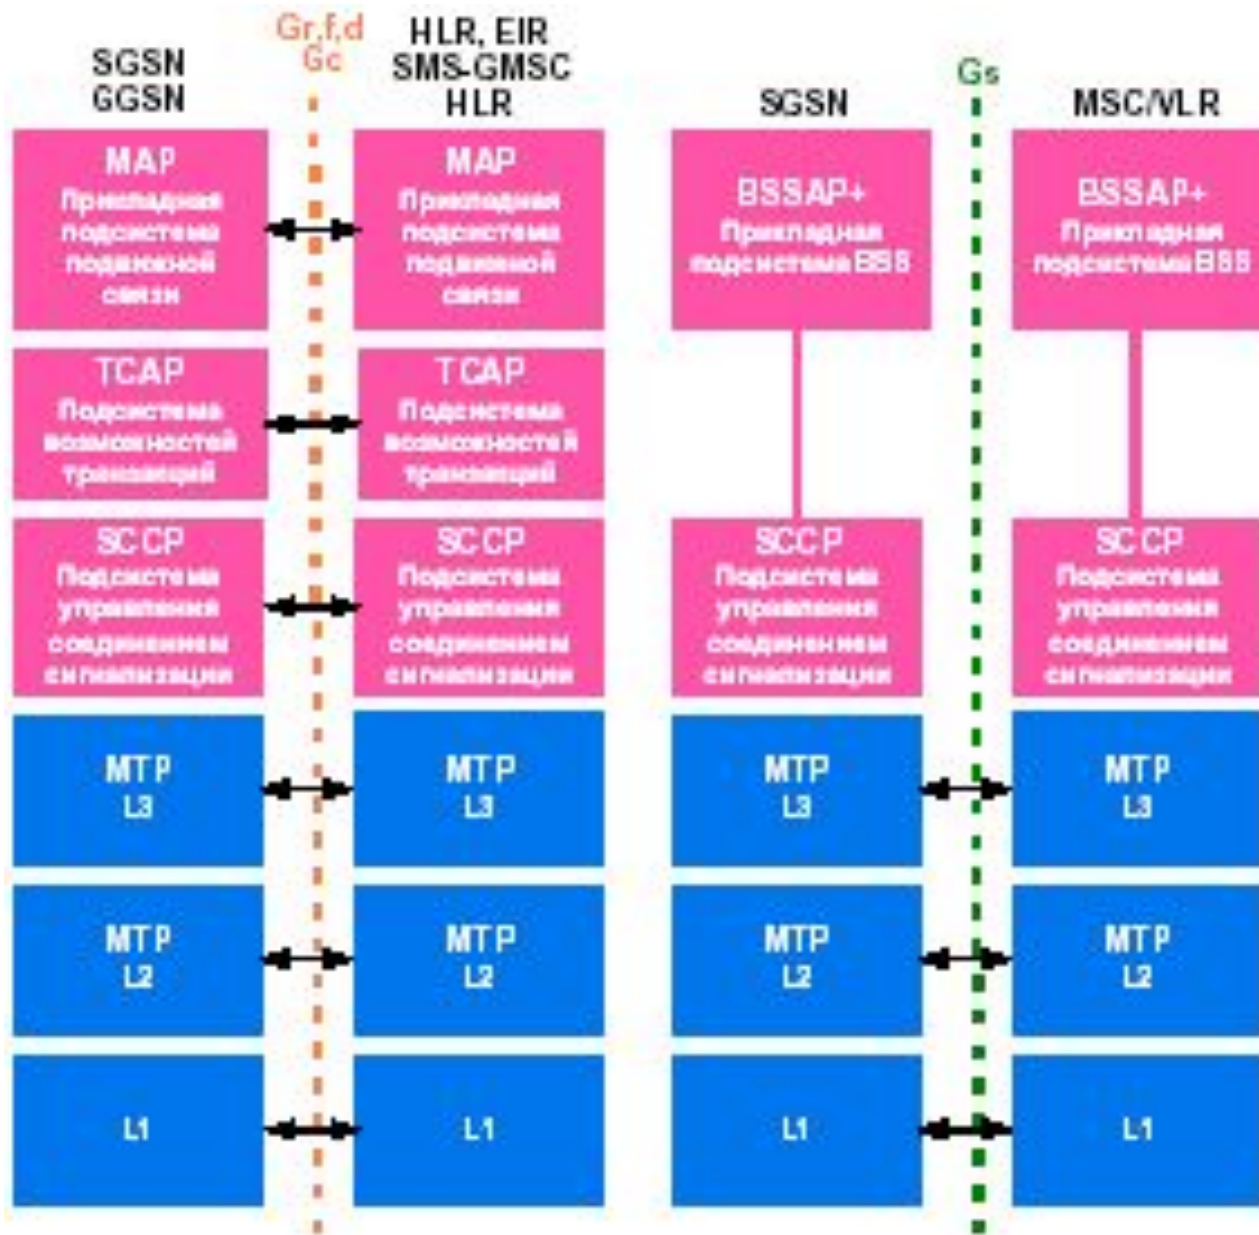 SGSN
GGSN
Gr,f,d
Gc
HLR, EIR
SMS-GMSC
HLR
MAP
Прикладная
подсистема
подвижной
связи
MAP
Прикладная
подсистема
подвижной
связи
TCAP
Подсистема
возможностей
транзакций
TCAP
Подсистема
возможностей
транзакций
SCCP
Подсистема
управления
соединением
сигнализации
SCCP
Подсистема
управления
соединением
сигнализации
MTP
L3
MTP
L3
MTP
L2
MTP
L2
L1
L1
SGSN
Gs
MSC/VLR
BSSAP+
Прикладная
подсистема BSS
BSSAP+
Прикладная
подсистема BSS
SCCP
Подсистема
управления
соединением
сигнализации
SCCP
Подсистема
управления
соединением
сигнализации
MTP
L3
MTP
L3
MTP
L2
MTP
L2
L1
L1